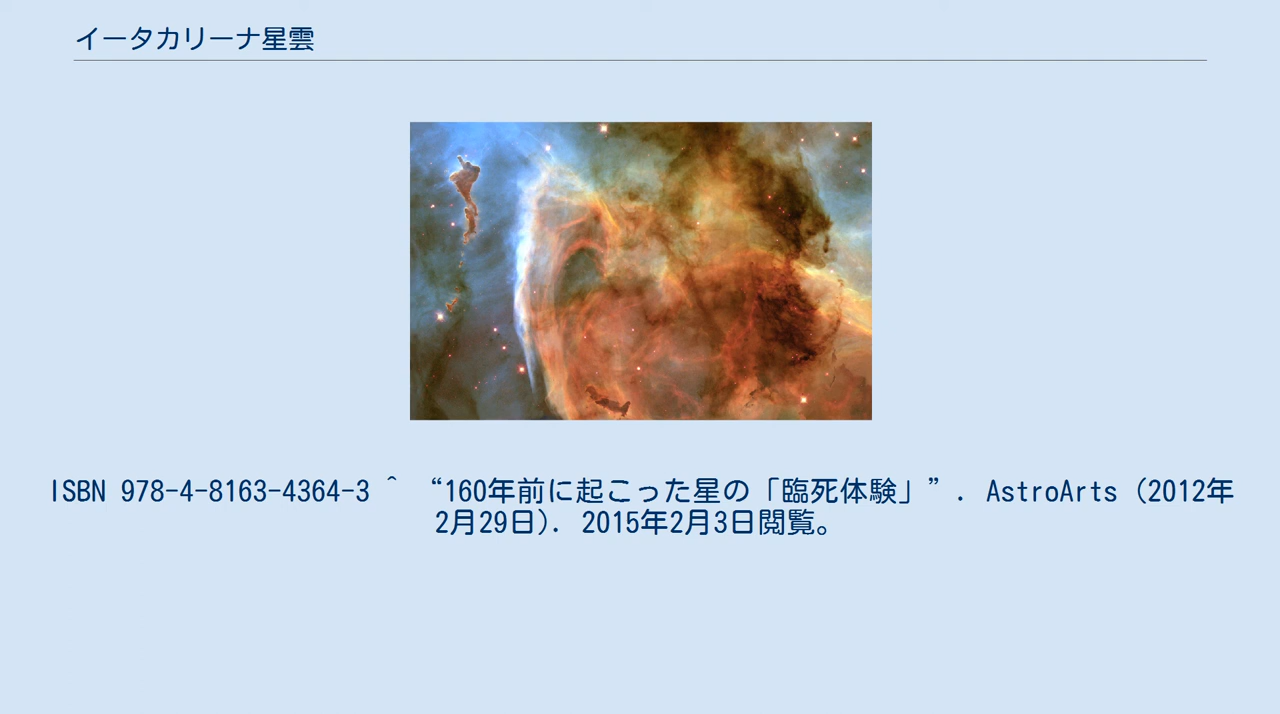 イータカリーナ星雲
ISBN 978-4-8163-4364-3 ^ “160年前に起こった星の「臨死体験」”. AstroArts (2012年
2月29日). 2015年2月3日閲覧。